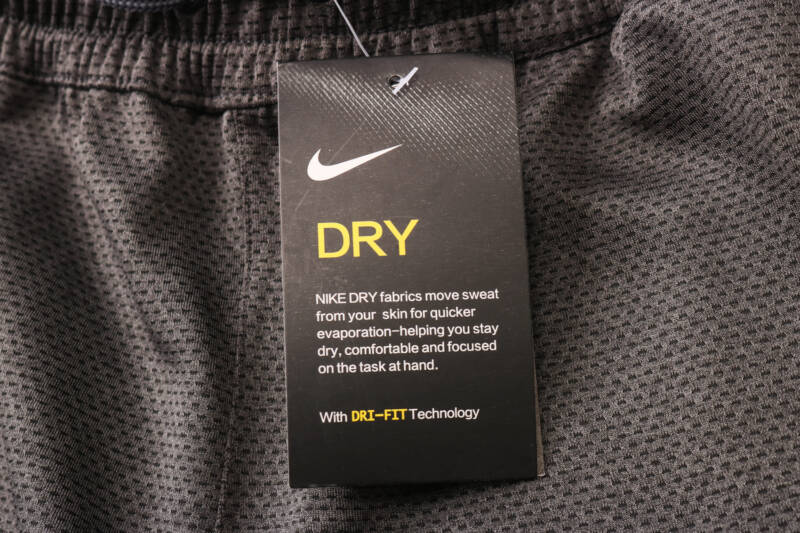 DRY
NIKE DRY fabrics move sweat
from your skin for quicker
evaporation-helping you stay
dry, comfortable and focused
on the task at hand.
With DRI-FIT Technology